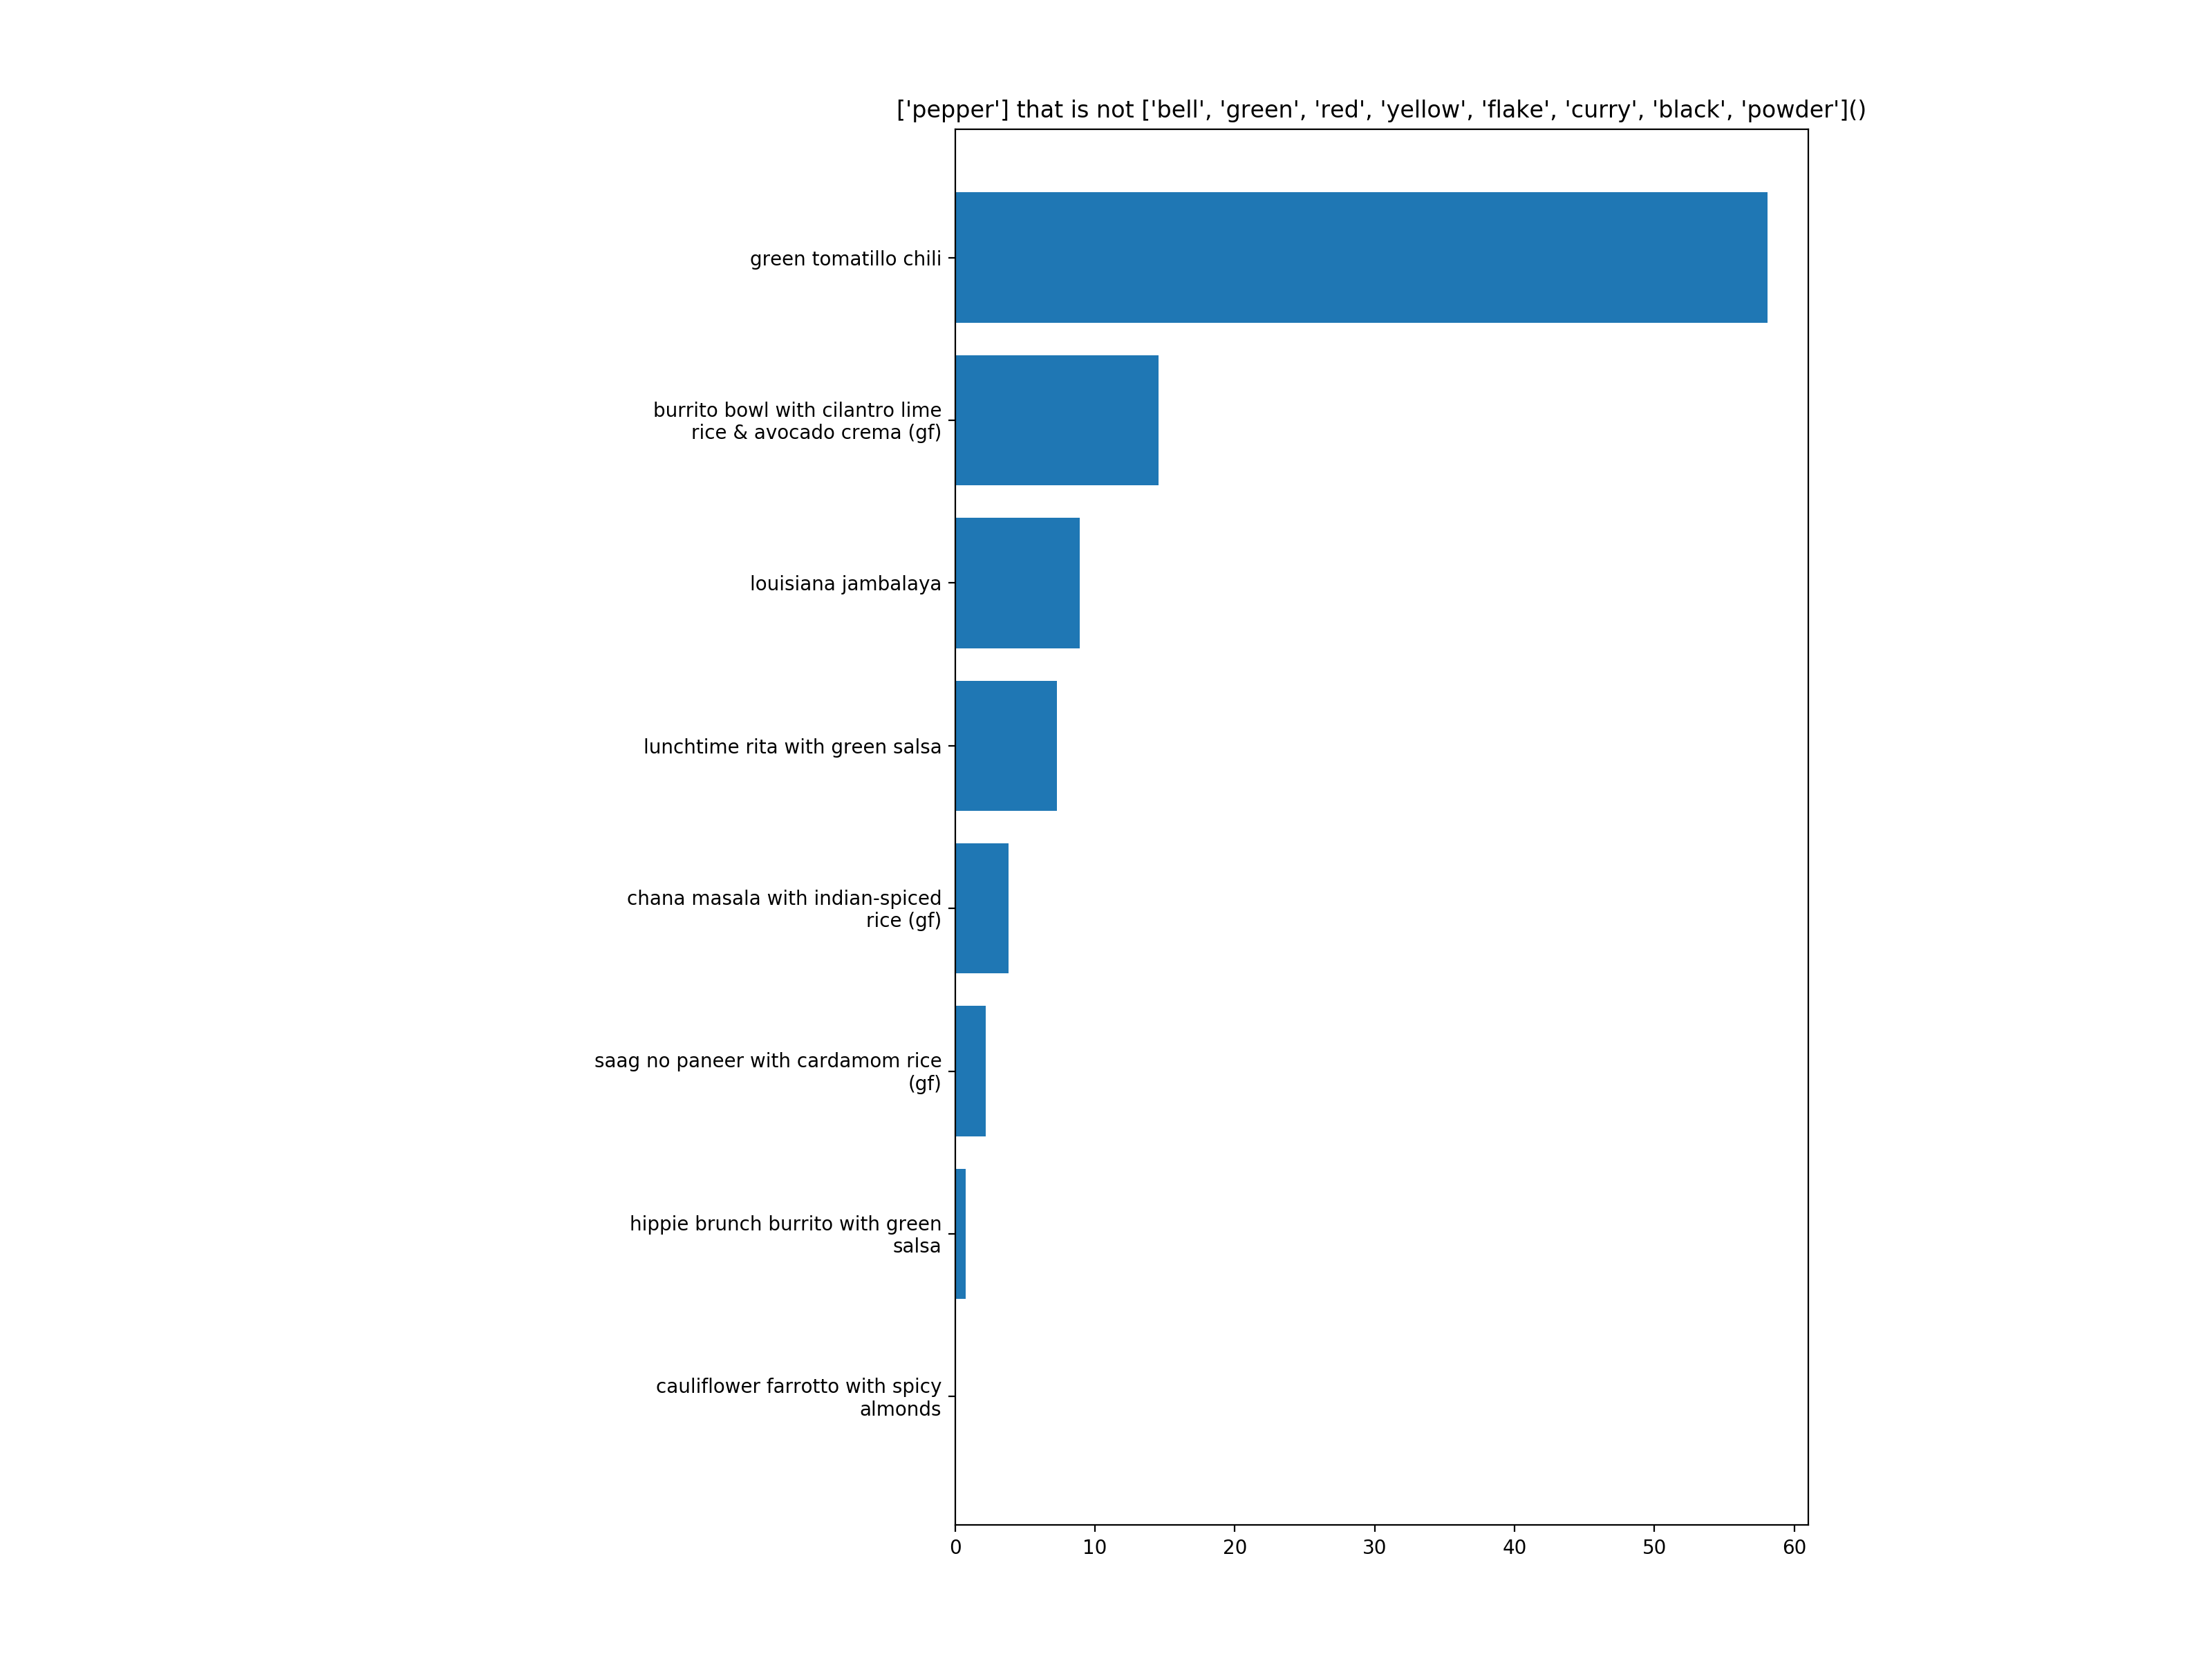 ['pepper'] that is not ['bell', 'green', 'red', 'yellow', 'flake', 'curry', 'black', 'powder']()
green tomatillo chili
burrito bowl with cilantro lime
rice & avocado crema (gf)
louisiana jambalaya
lunchtime rita with green salsa
chana masala with indian-spiced
rice (gf)
saag no paneer with cardamom rice
(gf)
hippie brunch burrito with green
salsa
cauliflower farrotto with spicy
almonds
0 10 20 30 40 50 60